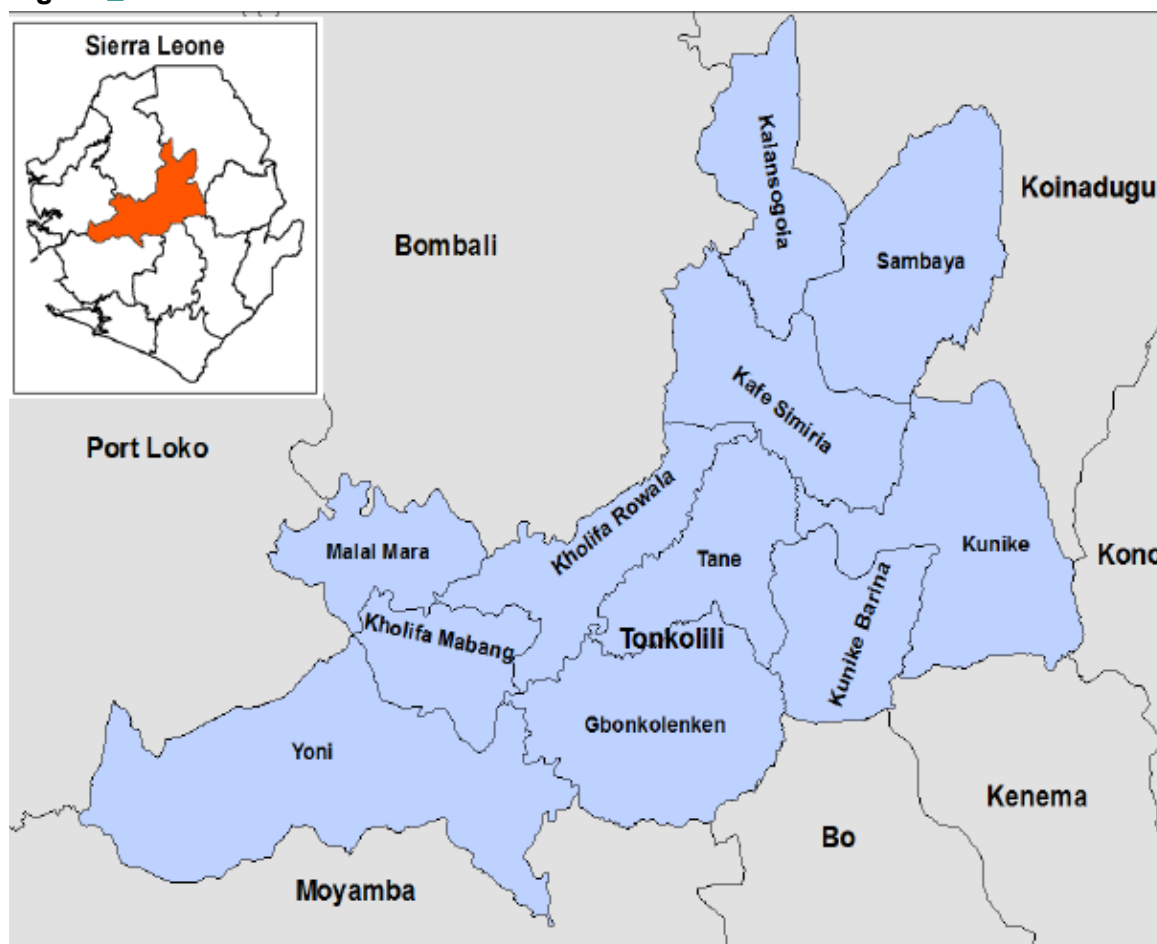 Sierra Leone
Kalansogoia
Koinadugu
Bombali
Sambaya
Kafe Simiria
Port Loko
Kholifa Rowala
Malal Mara
Tane
Kunike
Kono
Kholifa Mabang
Tonkolili
Kunike Barina
Gbonkolenken
Yoni
Kenema
Bo
Moyamba